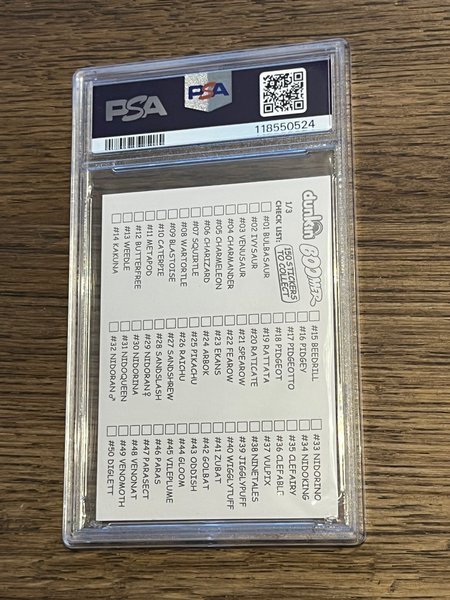 PSA
PSA
118550524
dunkin BOOMER
1/3
CHECK LIST:
150 STICKERS TO COLLECT
#01 BULBASAUR
#02 IVYSAUR
#03 VENUSAUR
#04 CHARMANDER
#05 CHARMELEON
#06 CHARITZARD
#07 SQUIRTLE
#08 WARTORTLE
#09 BLASTOISE
#10 CATERPIE
#11 METAPOD
#12 BUTTERFREE
#13 WEEDLE
#14 KAKUNA
#15 BEEDRILL
#16 PIDGEY
#17 PIDGEOTTO
#18 PIDGEOT
#19 RATTATA
#20 RATICATE
#21 SPEAROW
#22 FEAROW
#23 EKANS
#24 ARBOK
#25 PIKACHU
#26 RAICHU
#27 SANDSHREW
#28 SANDSLASH
#29 NIDORAN♀
#30 NIDORINA
#31 NIDOQUEEN
#32 NIDORAN♂
#33 NIDORINO
#34 NIDOKING
#35 CLEFAIRY
#36 CLEFABLE
#37 VULPIX
#38 NINETALES
#39 JIGGLYPUFF
#40 WIGGLYTUFF
#41 ZUBAT
#42 GOLBAT
#43 ODDISH
#44 GLOOM
#45 VILEPLUME
#46 PARAS
#47 PARASECT
#48 VENONAT
#49 VENOMOTH
#50 DIGLETT